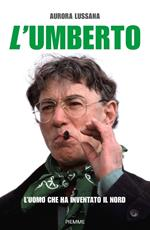 AURORA LUSSANA
L'UMBERTO
L'UOMO CHE HA INVENTATO IL NORD
PIEMME